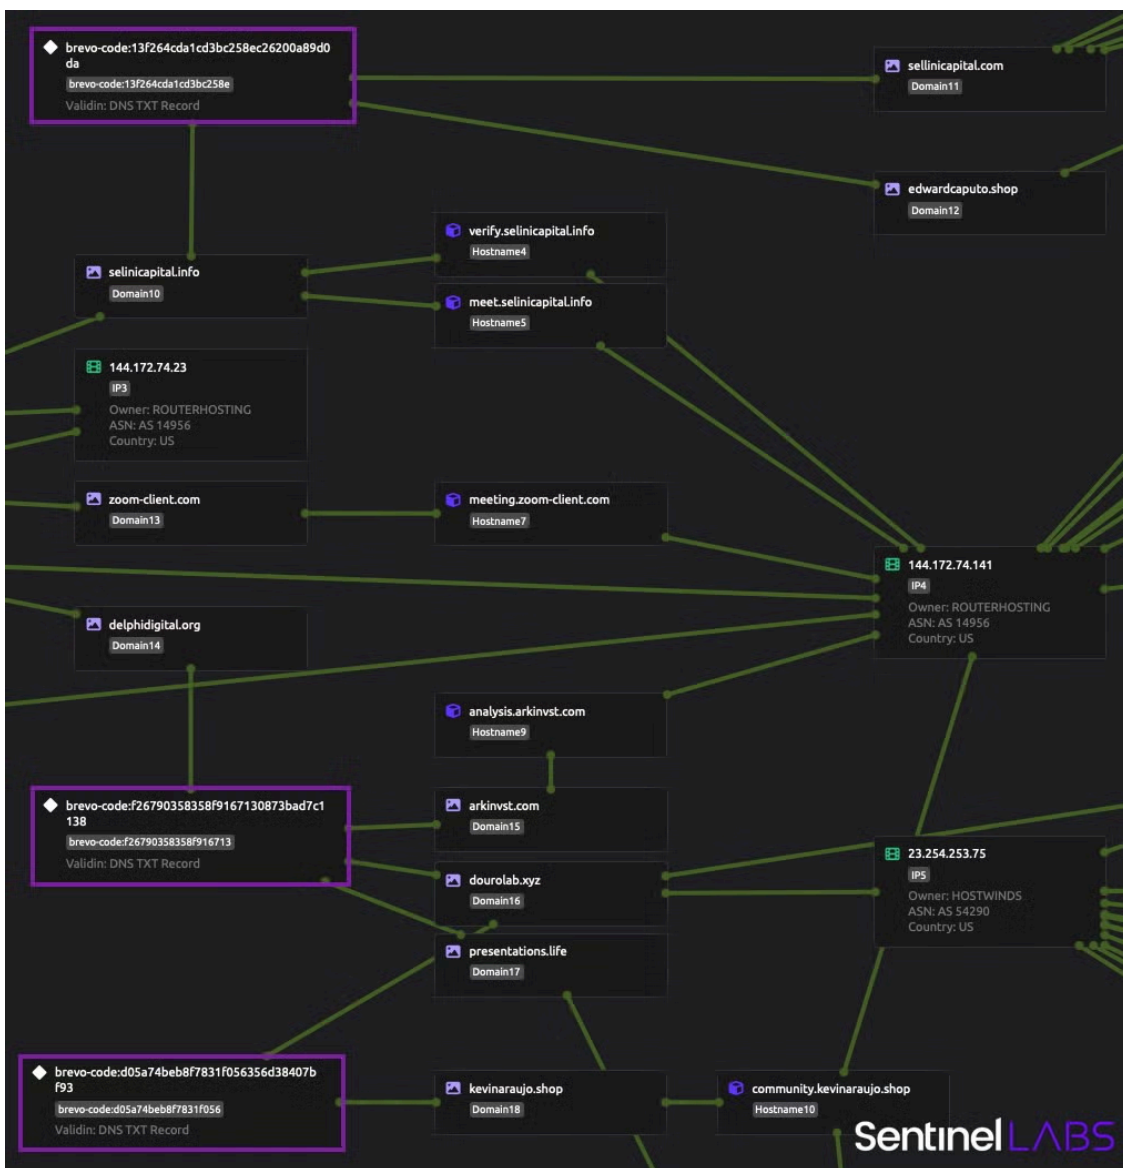 brevo-code:13f264cda1cd3bc258ec26200a89d0
da
brevo-code:13f264cda1cd3bc258e
Validin: DNS TXT Record
sellinicapital.com
Domain11
edwardcaputo.shop
Domain12
verify.selinicapital.info
Hostname4
selinicapital.info
Domain10
meet.selinicapital.info
Hostname5
144.172.74.23
IP3
Owner: ROUTERHOSTING
ASN: AS 14956
Country: US
zoom-client.com
Domain13
meeting.zoom-client.com
Hostname7
144.172.74.141
IP4
Owner: ROUTERHOSTING
ASN: AS 14956
Country: US
delphidigital.org
Domain14
analysis.arkinvst.com
Hostname9
brevo-code:f26790358358f9167130873bad7c1
138
brevo-code:f26790358358f916713
Validin: DNS TXT Record
arkinvst.com
Domain15
dourolab.xyz
Domain16
23.254.253.75
IP5
Owner: HOSTWINDS
ASN: AS 54290
Country: US
presentations.life
Domain17
brevo-code:d05a74beb8f7831f056356d38407b
f93
brevo-code:d05a74beb8f7831f056
Validin: DNS TXT Record
kevinaraujo.shop
Domain18
community.kevinaraujo.shop
Hostname10
Sentinel LABS